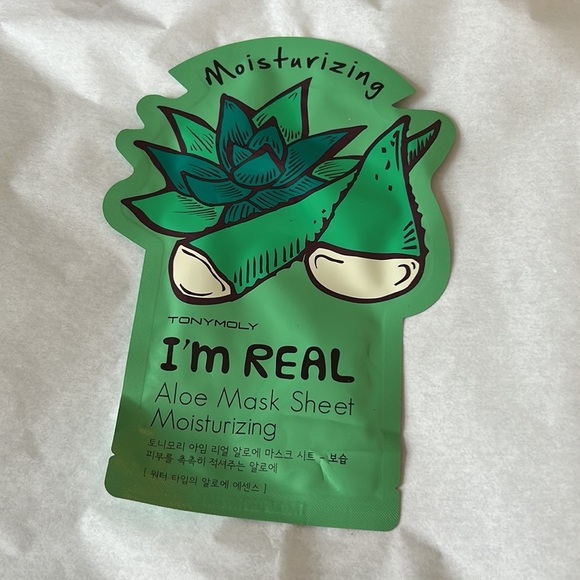 Moisturizing
TONYMOLY
I'm REAL
Aloe Mask Sheet
Moisturizing
토니모리 아임 리얼 알로에 마스크 시트 - 보습
피부를 촉촉히 적셔주는 알로에
[ 워터 타입의 알로에 에센스 ]